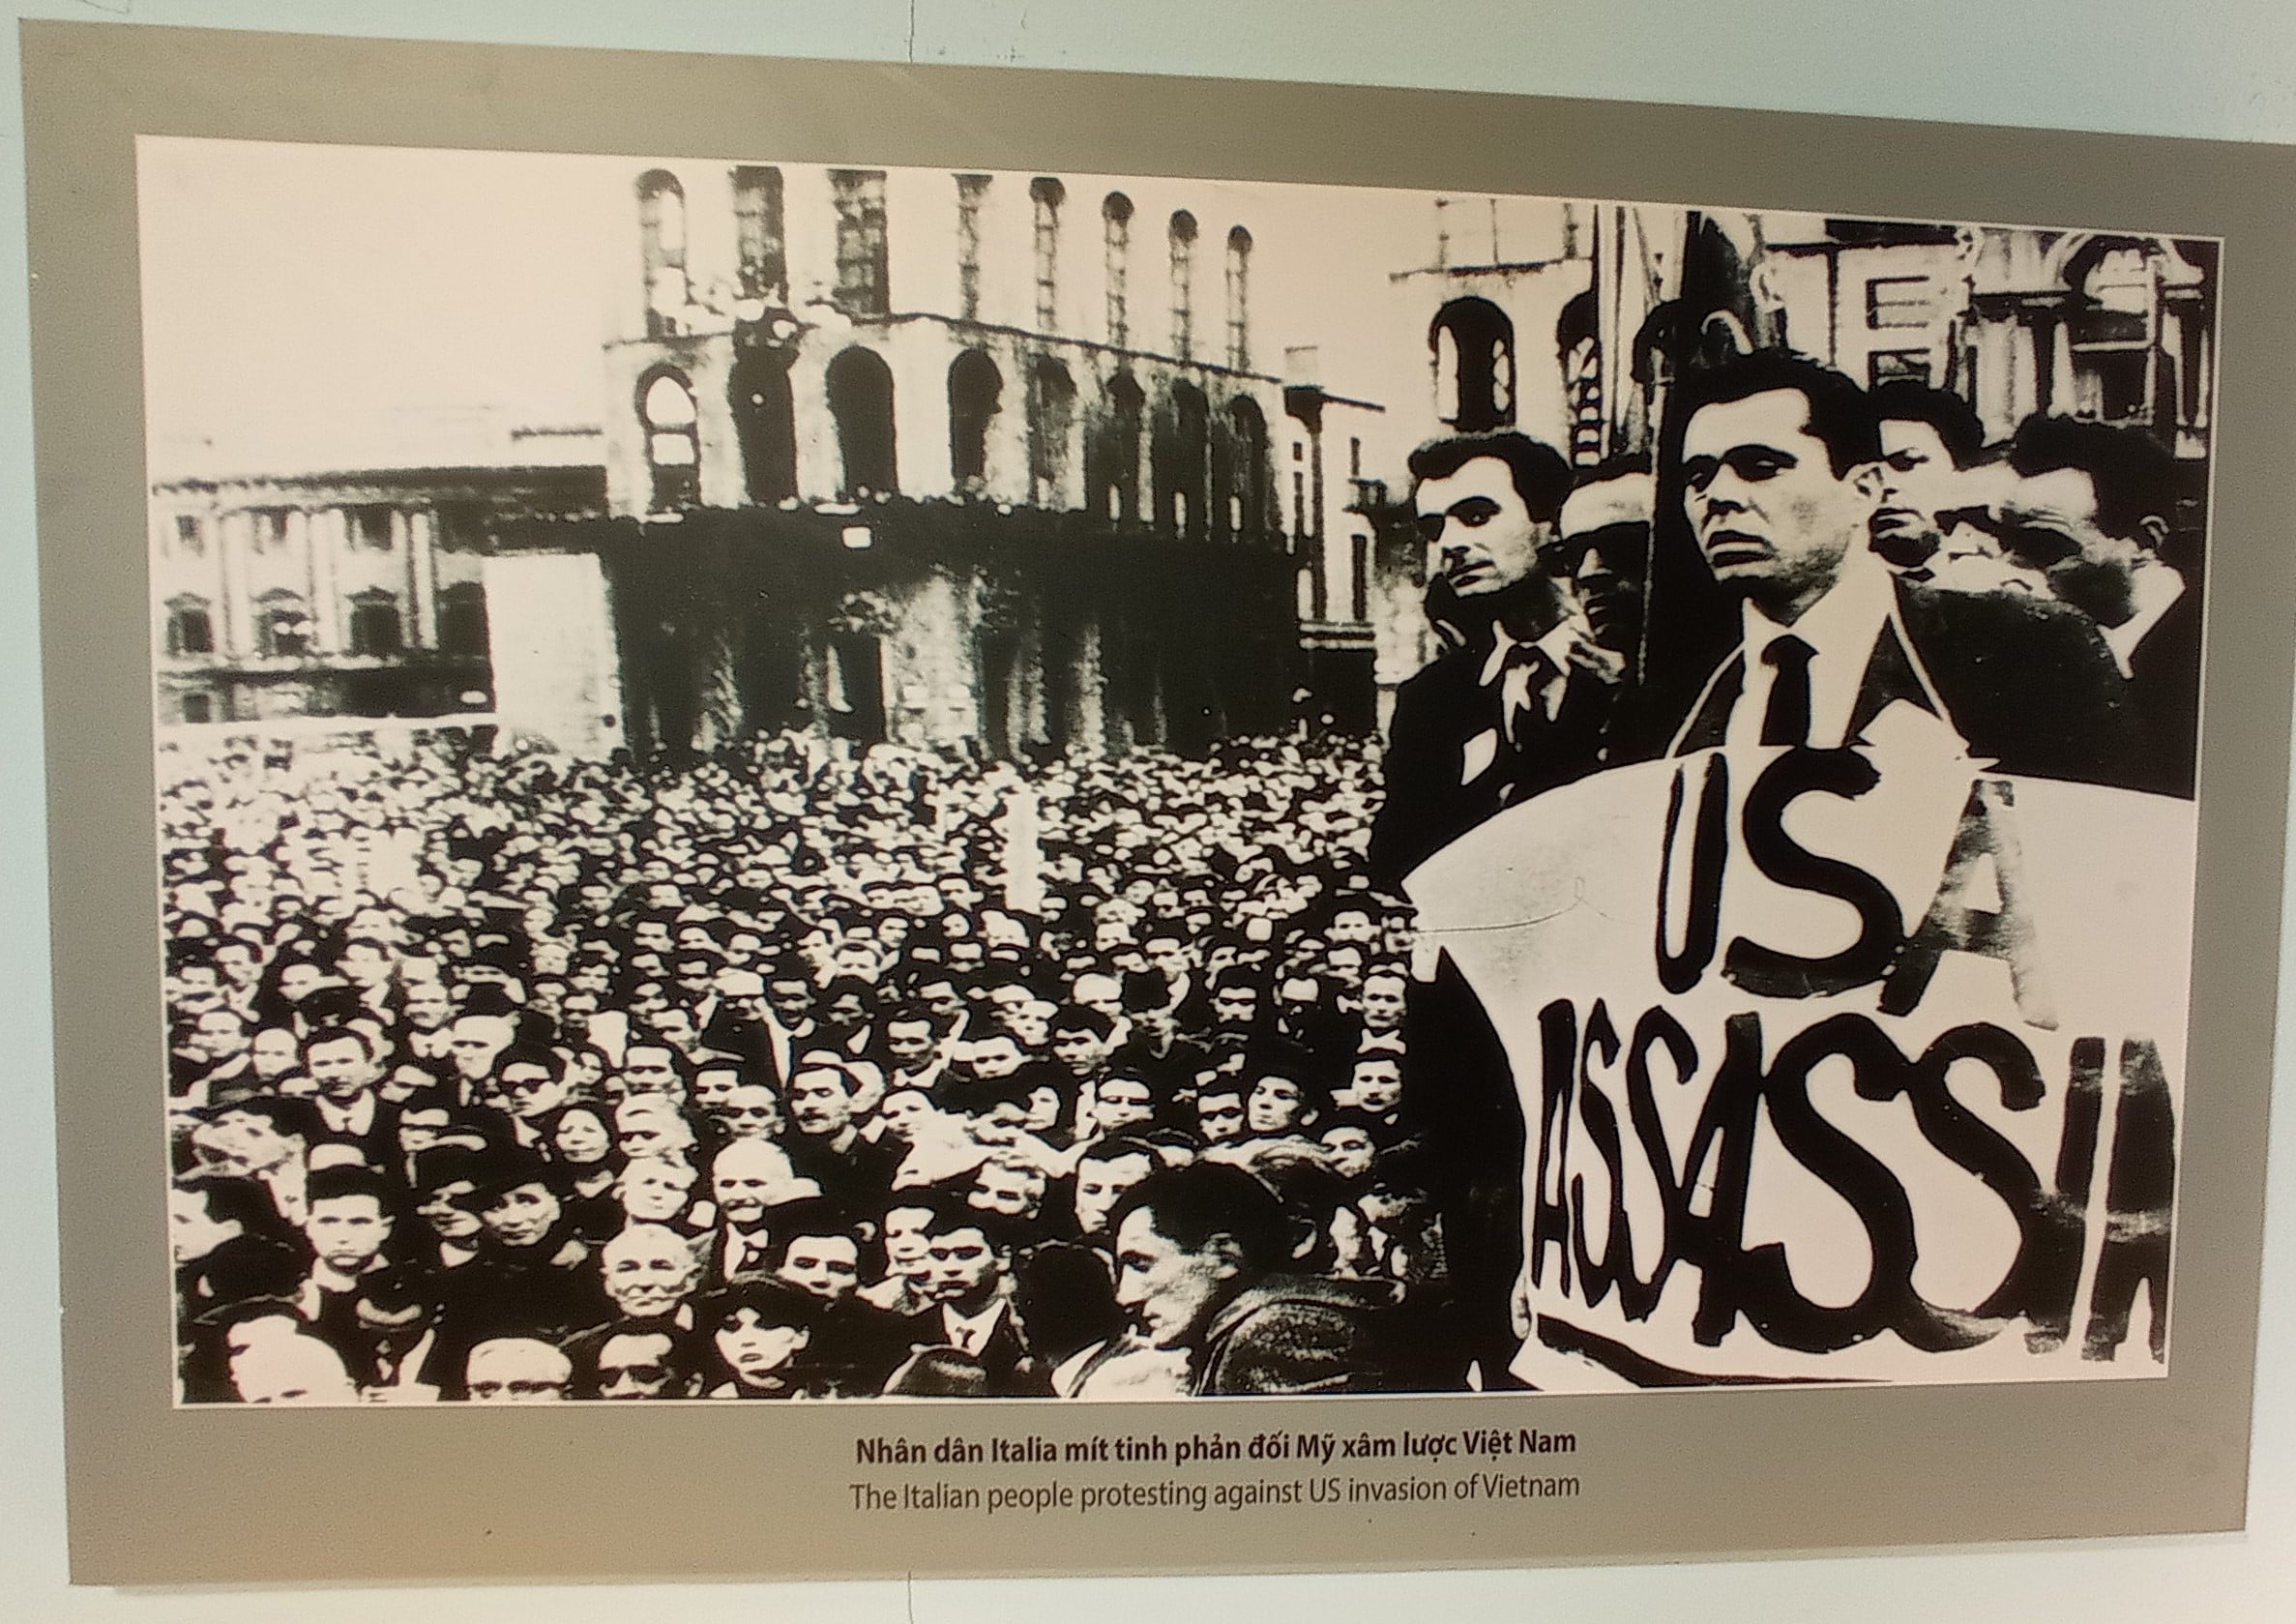 USA
ASSASSIN
Nhân dân Italia mít tinh phản đối Mỹ xâm lược Việt Nam
The Italian people protesting against US invasion of Vietnam